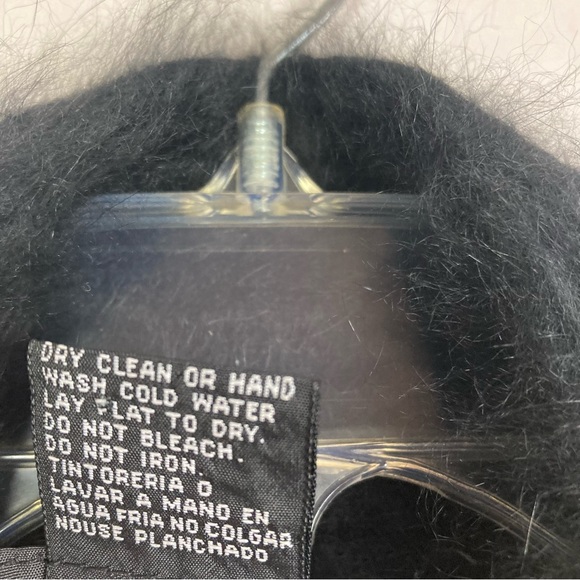 DRY CLEAN OR HAND
WASH COLD WATER
LAY FLAT TO DRY.
DO NOT BLEACH.
DO NOT IRON.
TINTORERIA O
LAVAR A MANO EN
AGUA FRIA NO COLGAR
NOUSE PLANCHADO